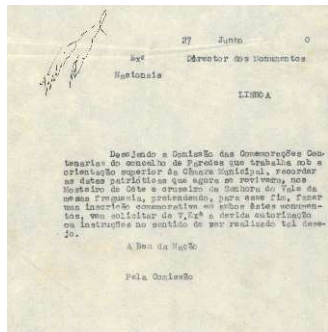 27 Junho 0
Exº Director dos Monumentos
Nacionais
LISBOA
Desejando a Comissão das Comemorações Cen-
tenarias do concelho de Paredes que trabalha sob a
orientação superior da Câmara Municipal, recordar
as datas patrióticas que agora se revivem, nos
Mosteiro de Cête e cruzeiro da Senhora do Vale da
mesma freguesia, pretendendo, para esse fim, fazer
uma inscrição commemorativa em ambos êstes monumen-
tos, vem solicitar de V.Exª a devida autorização
ou instruções no sentido de ser realizado tal dese-
jo.
A Bem da Nação
Pela Comissão